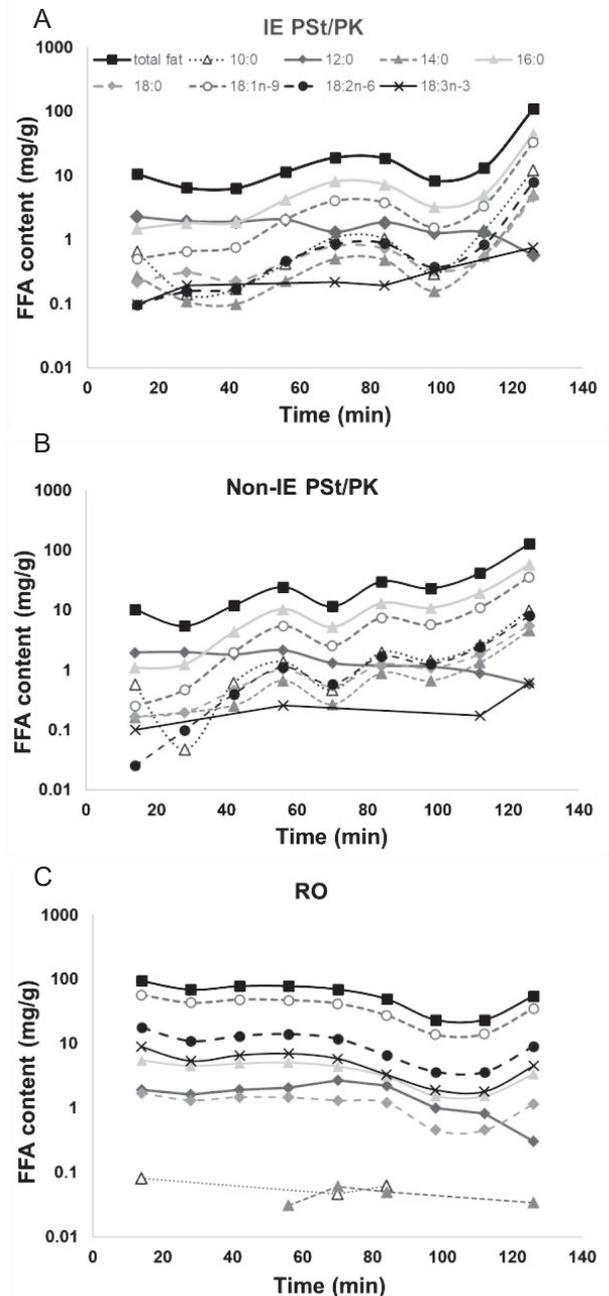 A
IE PSt/PK
total fat 10:0 12:0 14:0 16:0
18:0 18:1n-9 18:2n-6 18:3n-3
FFA content (mg/g)
1000
100
10
1
0.1
0.01
0 20 40 60 80 100 120 140
Time (min)
B
Non-IE PSt/PK
FFA content (mg/g)
1000
100
10
1
0.1
0.01
0 20 40 60 80 100 120 140
Time (min)
C
RO
FFA content (mg/g)
1000
100
10
1
0.1
0.01
0 20 40 60 80 100 120 140
Time (min)